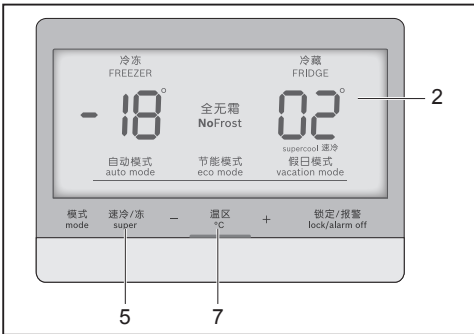 冷冻
FREEZER
冷藏
FRIDGE
-18°
全无霜
NoFrost
02°
supercool 速冷
自动模式
auto mode
节能模式
eco mode
假日模式
vacation mode
模式
mode
速冷/冻
super
−
温区
°C
+
锁定/报警
lock/alarm off
2
5
7